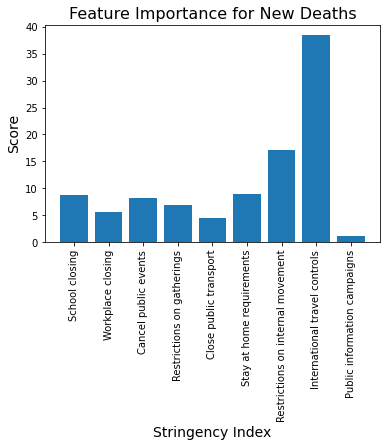 Feature Importance for New Deaths
Score
40
35
30
25
20
15
10
5
0
School closing
Workplace closing
Cancel public events
Restrictions on gatherings
Close public transport
Stay at home requirements
Restrictions on internal movement
International travel controls
Public information campaigns
Stringency Index